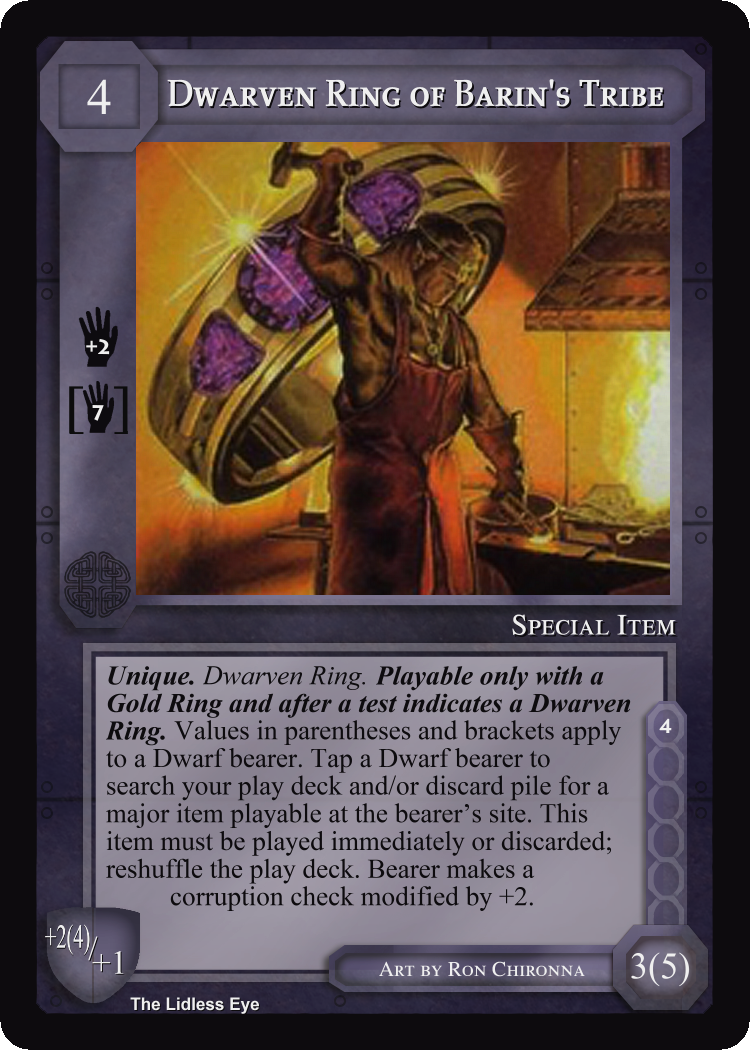 4
Dwarven Ring of Barin's Tribe
+2
[7]
Special Item
Unique. Dwarven Ring. Playable only with a
Gold Ring and after a test indicates a Dwarven
Ring. Values in parentheses and brackets apply
to a Dwarf bearer. Tap a Dwarf bearer to
search your play deck and/or discard pile for a
major item playable at the bearer’s site. This
item must be played immediately or discarded;
reshuffle the play deck. Bearer makes a
corruption check modified by +2.
4
+2(4)/+1
Art by Ron Chironna
3(5)
The Lidless Eye